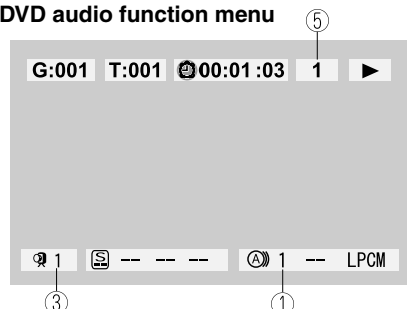 DVD audio function menu
⑤
G:001 T:001 00:01:03 1 ►
1 S -- -- -- A 1 -- LPCM
③ ①